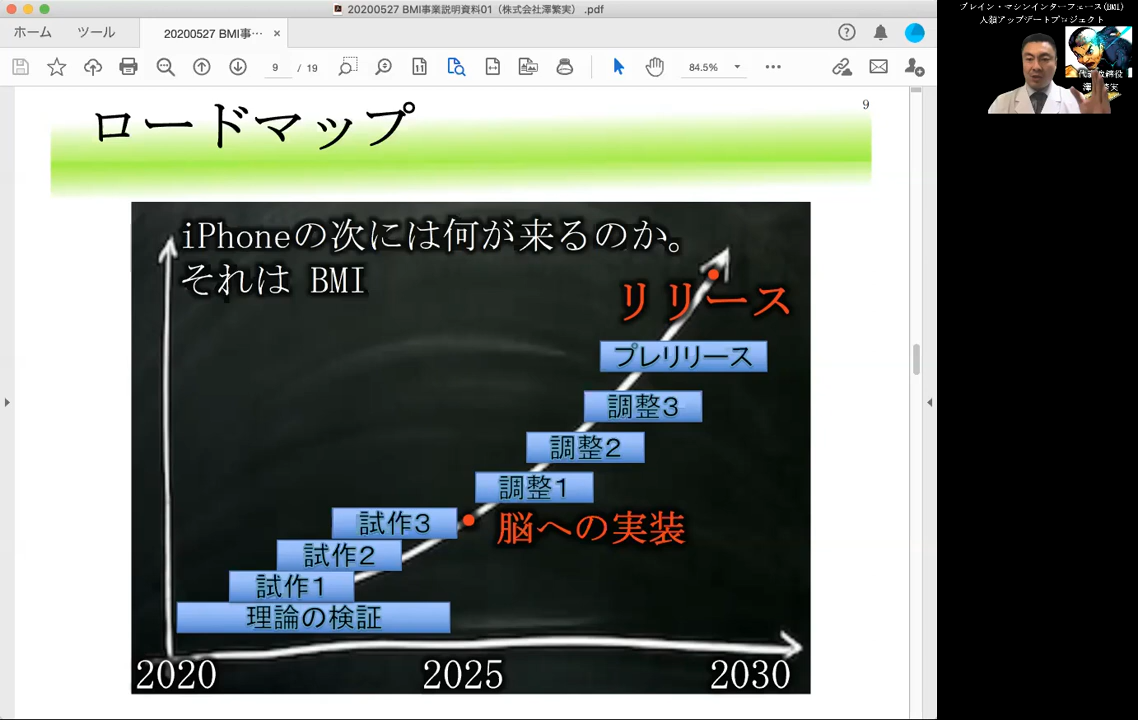 20200527 BMI事業説明資料01（株式会社澤繁実）.pdf
ホーム
ツール
20200527 BMI事…
×
9
/ 19
84.5%
9
ロードマップ
iPhoneの次には何が来るのか。
それは BMI
リリース
プレリリース
調整3
調整2
調整1
試作3
脳への実装
試作2
試作1
理論の検証
2020
2025
2030
ブレイン・マシンインターフェース(BMI)
人類アップデートプロジェクト
代表取締役